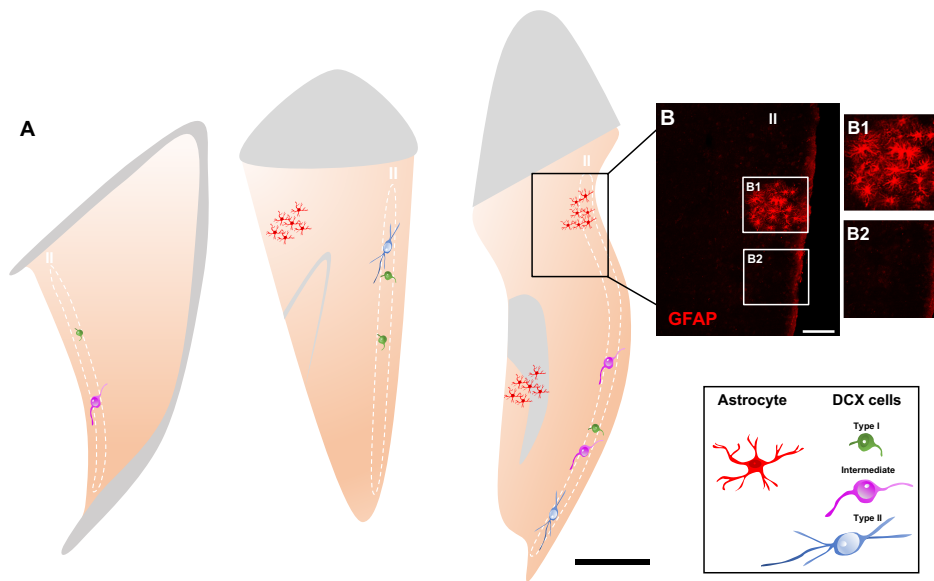 A
II
II
II
B
II
B1
B2
GFAP
B1
B2
Astrocyte
DCX cells
Type I
Intermediate
Type II